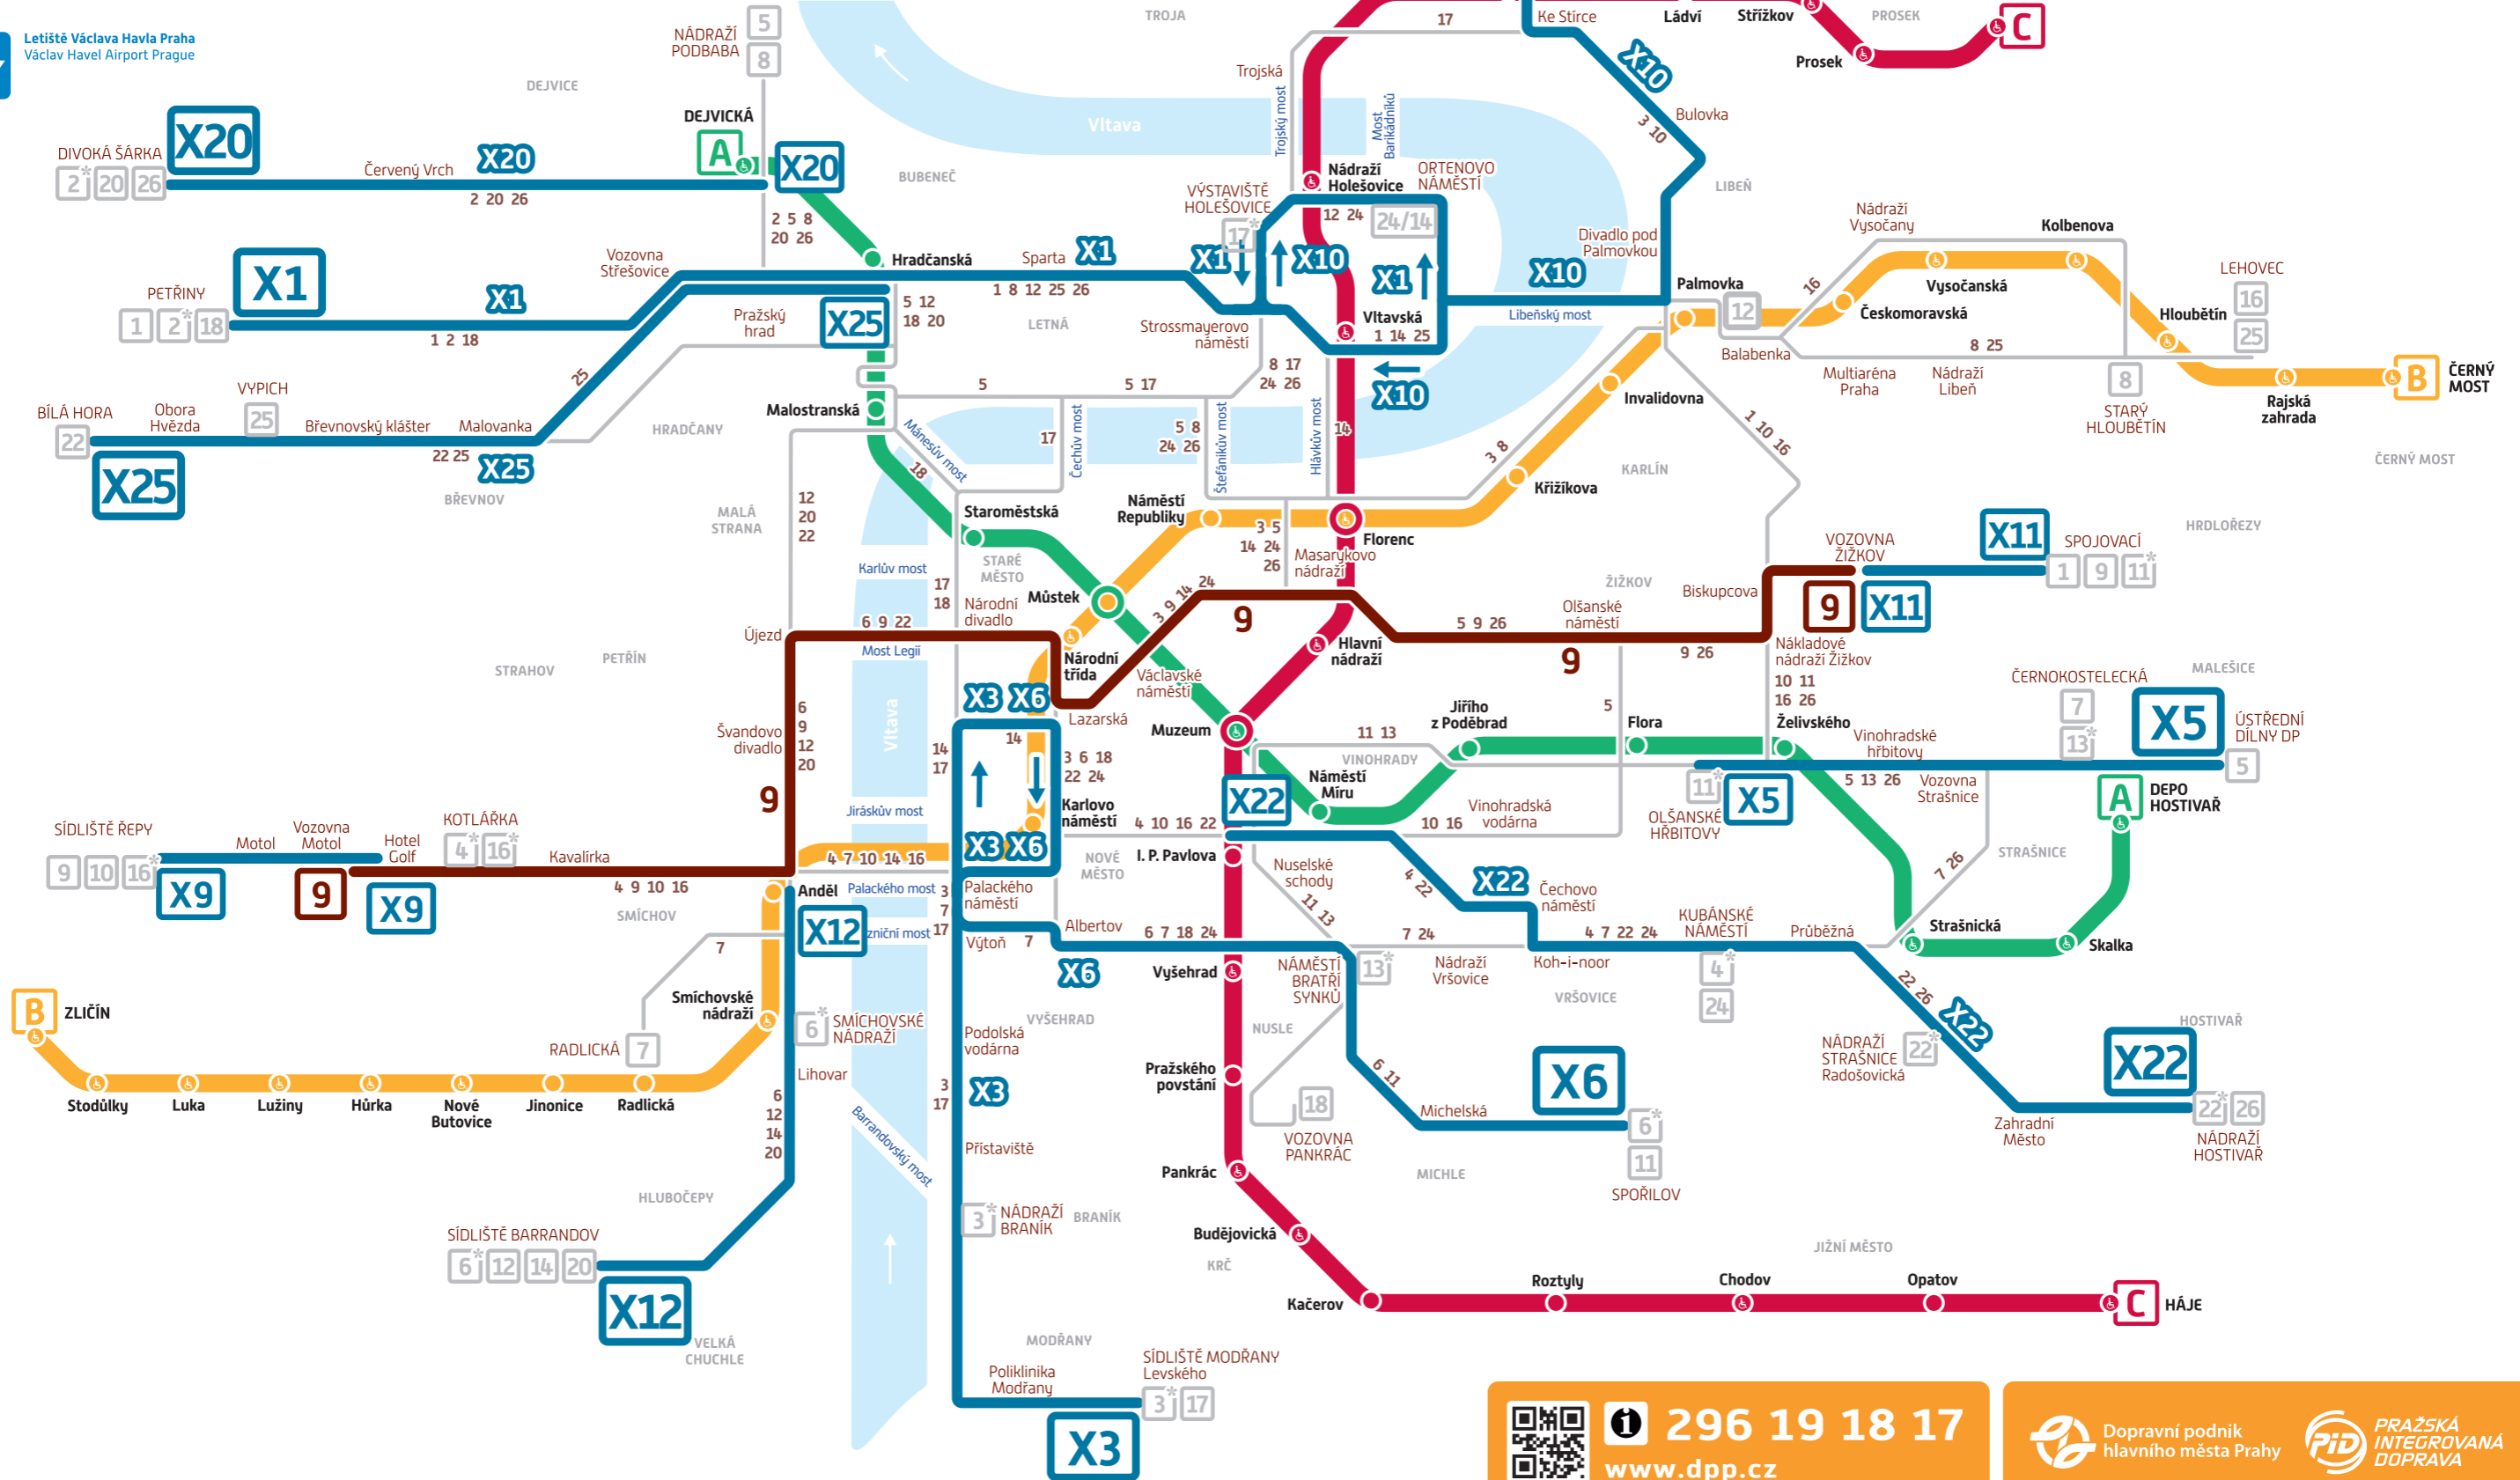 Letiště Václava Havla Praha
Václav Havel Airport Prague
NÁDRAŽÍ
PODBABA
5
8
TROJA
17
Ke Stírce
Ládví
Střížkov
PROSEK
C
Prosek
DEJVICE
Trojská
X10
Trojský most
Most
Barikádníků
Vltava
Bulovka
3 10
DEJVICKÁ
A
X20
DIVOKÁ ŠÁRKA
2* 20 26
X20
Červený Vrch
X20
2 20 26
BUBENEČ
2 5 8
20 26
Nádraží
Holešovice
ORTENOVO
NÁMĚSTÍ
VÝSTAVIŠTĚ
HOLEŠOVICE
17*
12 24
24/14
LIBEŇ
Nádraží
Vysočany
Kolbenova
Divadlo pod
Palmovkou
Vozovna
Střešovice
Hradčanská
Sparta
X1
X1
X10
X1
X10
1 8 12 25 26
PETŘINY
1 2* 18
X1
X1
1 2 18
Palmovka
12
16
Vysočanská
Českomoravská
LEHOVEC
16
25
Hloubětín
Pražský
hrad
X25
5 12
18 20
LETNÁ
Strossmayerovo
náměstí
Vltavská
1 14 25
Libeňský most
Balabenka
8 25
Multiaréna
Praha
Nádraží
Libeň
8
STARÝ
HLOUBĚTÍN
B
ČERNÝ
MOST
Rajská
zahrada
ČERNÝ MOST
8 17
24 26
X10
5
5 17
25
BÍLÁ HORA
22
Obora
Hvězda
VYPICH
25
Břevnovský klášter
Malovanka
22 25
X25
X25
BŘEVNOV
HRADČANY
Malostranská
Mánesův most
18
17
Čechův most
5 8
24 26
Štefánikův most
Hlávkův most
14
Invalidovna
1 10 16
3 8
KARLÍN
Křižíkova
MALÁ
STRANA
12
20
22
Staroměstská
Náměstí
Republiky
3 5
14 24
26
Masarykovo
nádraží
Florenc
STARÉ
MĚSTO
Karlův most
17
18
Národní
divadlo
Můstek
3 9 14 24
9
ŽIŽKOV
Olšanské
náměstí
Biskupcova
VOZOVNA
ŽIŽKOV
X11
SPOJOVACÍ
1 9 11*
9
X11
HRDLOŘEZY
Újezd
6 9 22
Most Legií
5 9 26
9
9 26
Nákladové
nádraží Žižkov
10 11
16 26
STRAHOV
PETŘÍN
Národní
třída
Václavské
náměstí
Hlavní
nádraží
X3 X6
Lazarská
Muzeum
Jiřího
z Poděbrad
5
Flora
Želivského
MALEŠICE
ČERNOKOSTELECKÁ
7
13*
X5
ÚSTŘEDNÍ
DÍLNY DP
5
Švandovo
divadlo
6
9
12
20
9
Vltava
14
17
14
3 6 18
22 24
11 13
VINOHRADY
Náměstí
Míru
Vinohradské
hřbitovy
5 13 26
Vozovna
Strašnice
11*
X5
OLŠANSKÉ
HŘBITOVY
A
DEPO
HOSTIVAŘ
Jiráskův most
Karlovo
náměstí
4 10 16 22
X22
10 16
Vinohradská
vodárna
SÍDLIŠTĚ ŘEPY
9 10 16*
X9
Motol
Vozovna
Motol
Hotel
Golf
9
X9
KOTLÁŘKA
4* 16*
Kavalírka
4 9 10 16
SMÍCHOV
4 7 10 14 16
X3 X6
NOVÉ
MĚSTO
I. P. Pavlova
Nuselské
schody
11 13
4 22
X22
Čechovo
náměstí
7 26
STRAŠNICE
Anděl
X12
Palackého most
zniční most
3
7
17
Palackého
náměstí
Výtoň
7
Albertov
6 7 18 24
X6
Vyšehrad
NÁMĚSTÍ
BRATŘÍ
SYNKŮ
13*
7 24
Nádraží
Vršovice
4 7 22 24
Koh-i-noor
KUBÁNSKÉ
NÁMĚSTÍ
4*
24
VRŠOVICE
Průběžná
Strašnická
Skalka
7
RADLICKÁ
7
Smíchovské
nádraží
6*
SMÍCHOVSKÉ
NÁDRAŽÍ
Lihovar
6
12
14
20
B
ZLIČÍN
Stodůlky
Luka
Lužiny
Hůrka
Nové
Butovice
Jinonice
Radlická
VYŠEHRAD
Podolská
vodárna
3
17
X3
Barrandovský most
Přístaviště
NUSLE
Pražského
povstání
18
VOZOVNA
PANKRÁC
6 11
Michelská
X6
6*
11
SPOŘILOV
MICHLE
22 26
X22
NÁDRAŽÍ
STRAŠNICE
Radošovická
22*
HOSTIVAŘ
X22
22* 26
NÁDRAŽÍ
HOSTIVAŘ
Zahradní
Město
Pankrác
HLUBOČEPY
SÍDLIŠTĚ BARRANDOV
6* 12 14 20
X12
VELKÁ
CHUCHLE
3*
NÁDRAŽÍ
BRANÍK
BRANÍK
Budějovická
KRČ
Kačerov
Roztyly
Chodov
Opatov
C
HÁJE
JIŽNÍ MĚSTO
MODŘANY
Poliklinika
Modřany
SÍDLIŠTĚ MODŘANY
Levského
3* 17
X3
296 19 18 17
www.dpp.cz
Dopravní podnik
hlavního města Prahy
PID
PRAŽSKÁ
INTEGROVANÁ
DOPRAVA